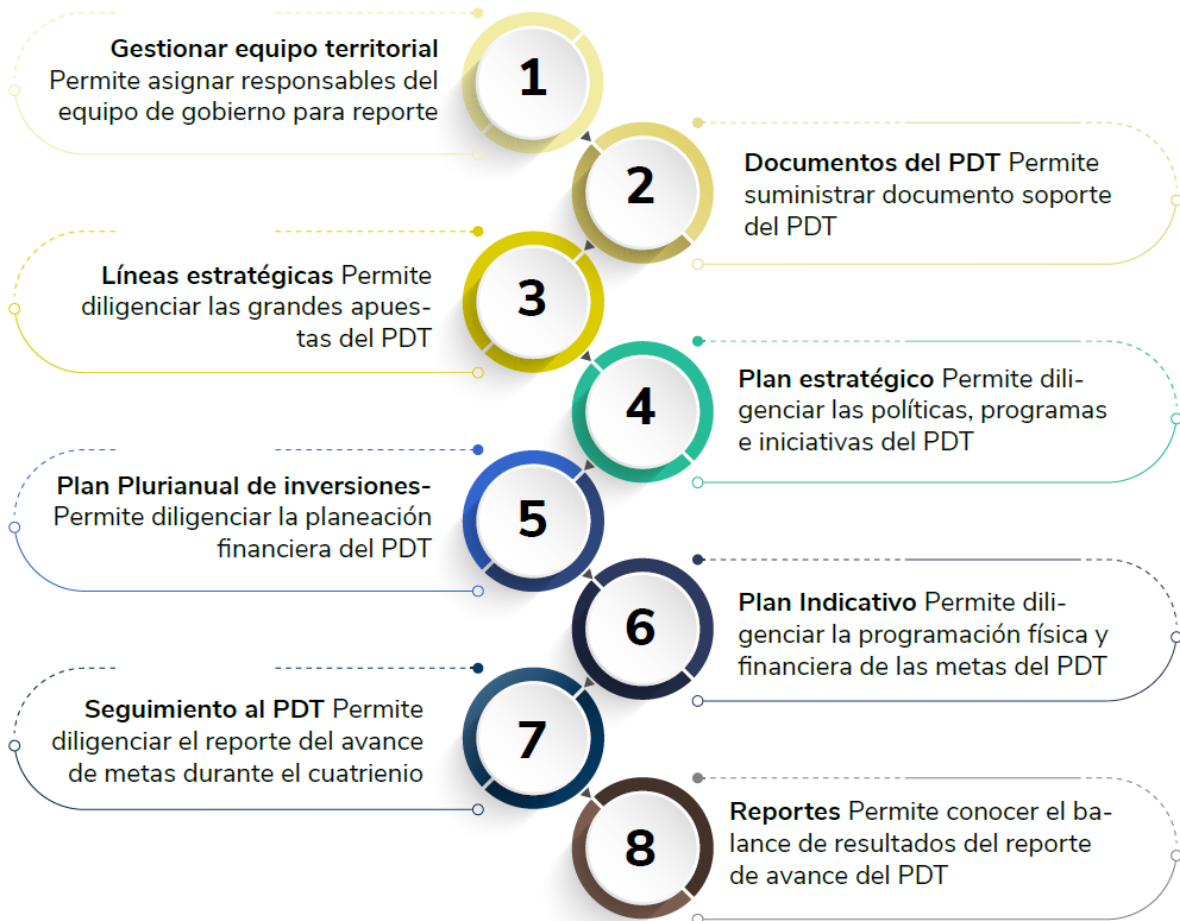 1
Gestionar equipo territorial
Permite asignar responsables del
equipo de gobierno para reporte
2
Documentos del PDT Permite
suministrar documento soporte
del PDT
3
Líneas estratégicas Permite
diligenciar las grandes apues-
tas del PDT
4
Plan estratégico Permite dili-
genciar las políticas, programas
e iniciativas del PDT
5
Plan Plurianual de inversiones-
Permite diligenciar la planeación
financiera del PDT
6
Plan Indicativo Permite dili-
genciar la programación física y
financiera de las metas del PDT
7
Seguimiento al PDT Permite
diligenciar el reporte del avance
de metas durante el cuatrienio
8
Reportes Permite conocer el ba-
lance de resultados del reporte
de avance del PDT